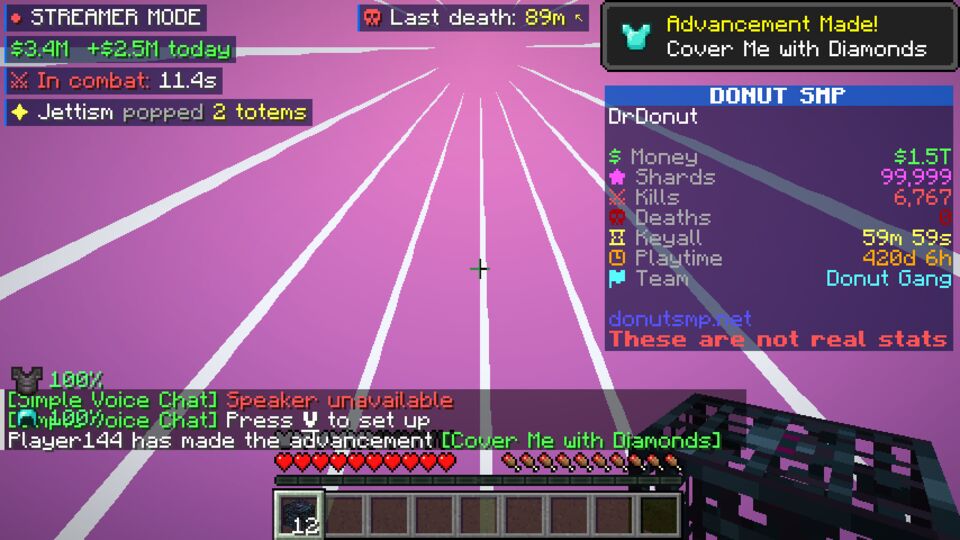 STREAMER MODE
$3.4M +$2.5M today
In combat: 11.4s
Jettism popped 2 totems
Last death: 89m
Advancement Made!
Cover Me with Diamonds
DONUT SMP
DrDonut
$ Money $1.5T
Shards 99,999
Kills 6,767
Deaths 0
Keyall 59m 59s
Playtime 420d 6h
Team Donut Gang
donutsmp.net
These are not real stats
100%
[Simple Voice Chat] Speaker unavailable
100%
Voice Chat] Press V to set up
Player144 has made the advancement [Cover Me with Diamonds]
12